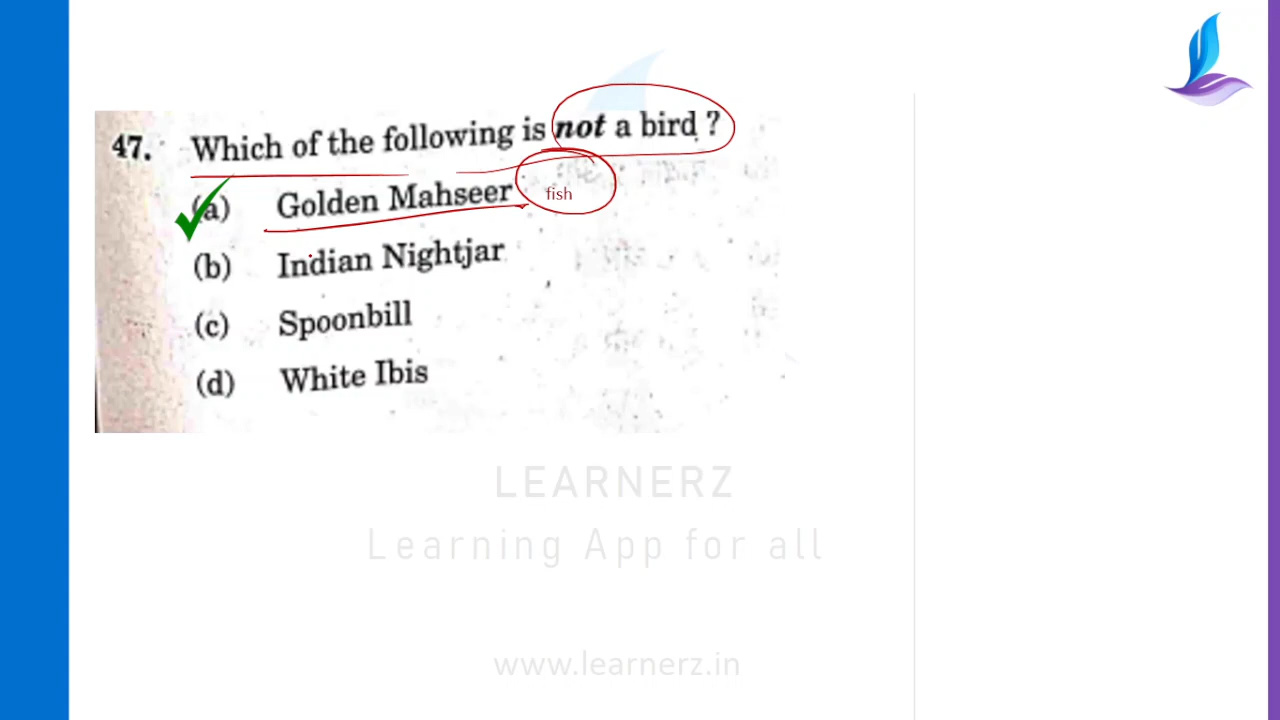 47. Which of the following is not a bird ?
(a) Golden Mahseer fish
(b) Indian Nightjar
(c) Spoonbill
(d) White Ibis
LEARNERZ
Learning App for all
www.learnerz.in